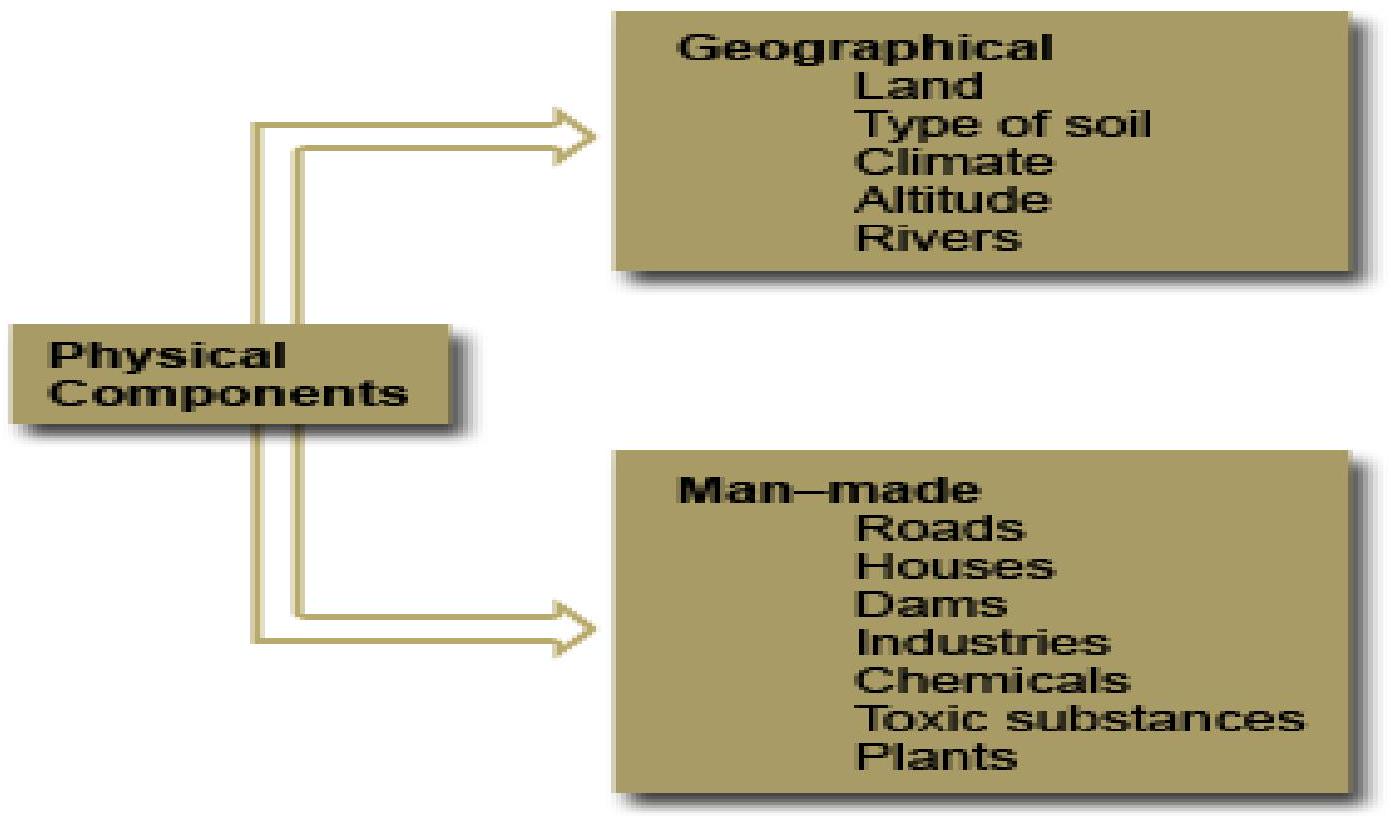 Physical
Components
Geographical
Land
Type of soil
Climate
Altitude
Rivers
Man–made
Roads
Houses
Dams
Industries
Chemicals
Toxic substances
Plants